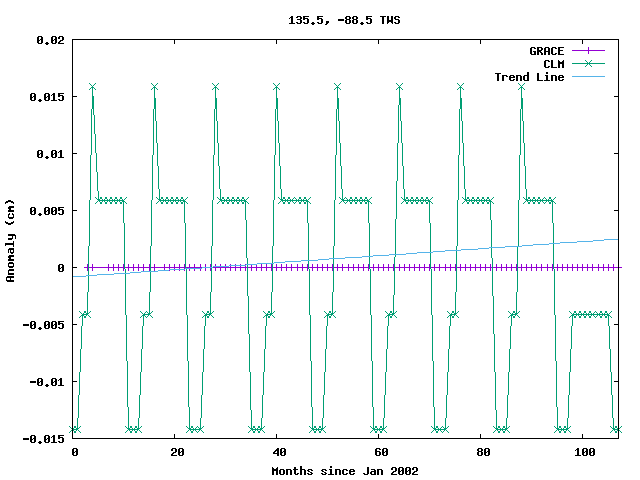 135.5, -88.5 TWS
GRACE
CLM
Trend Line
0.02
0.015
0.01
0.005
0
-0.005
-0.01
-0.015
Anomaly (cm)
0 20 40 60 80 100
Months since Jan 2002